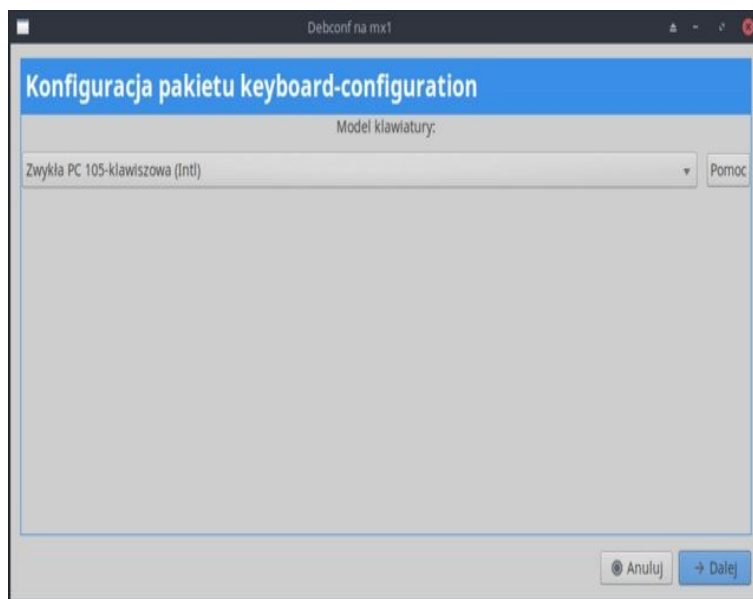 Debconf na mx1
Konfiguracja pakietu keyboard-configuration
Model klawiatury:
Zwykła PC 105-klawiszowa (Intl)
Pomoc
Anuluj
Dalej